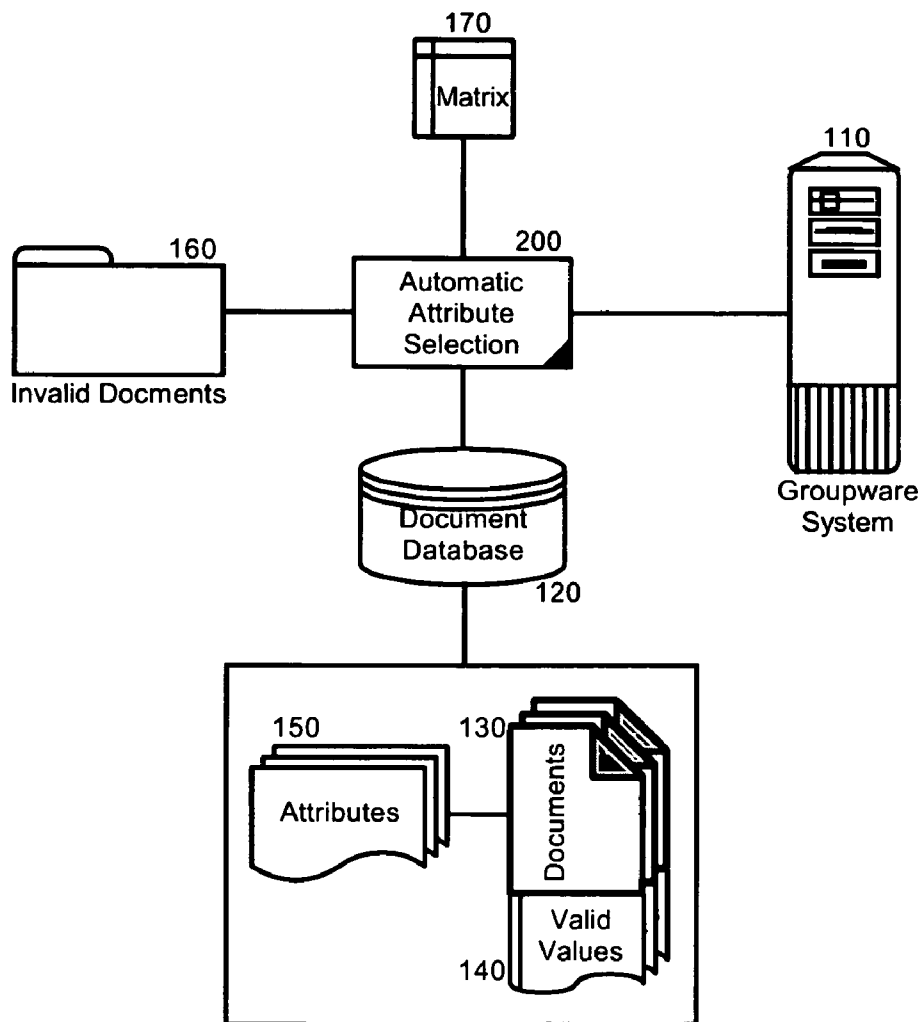 170
Matrix
110
160
200
Automatic
Attribute
Selection
Invalid Docments
Groupware
System
Document
Database
120
150
130
Attributes
Documents
Valid
Values
140